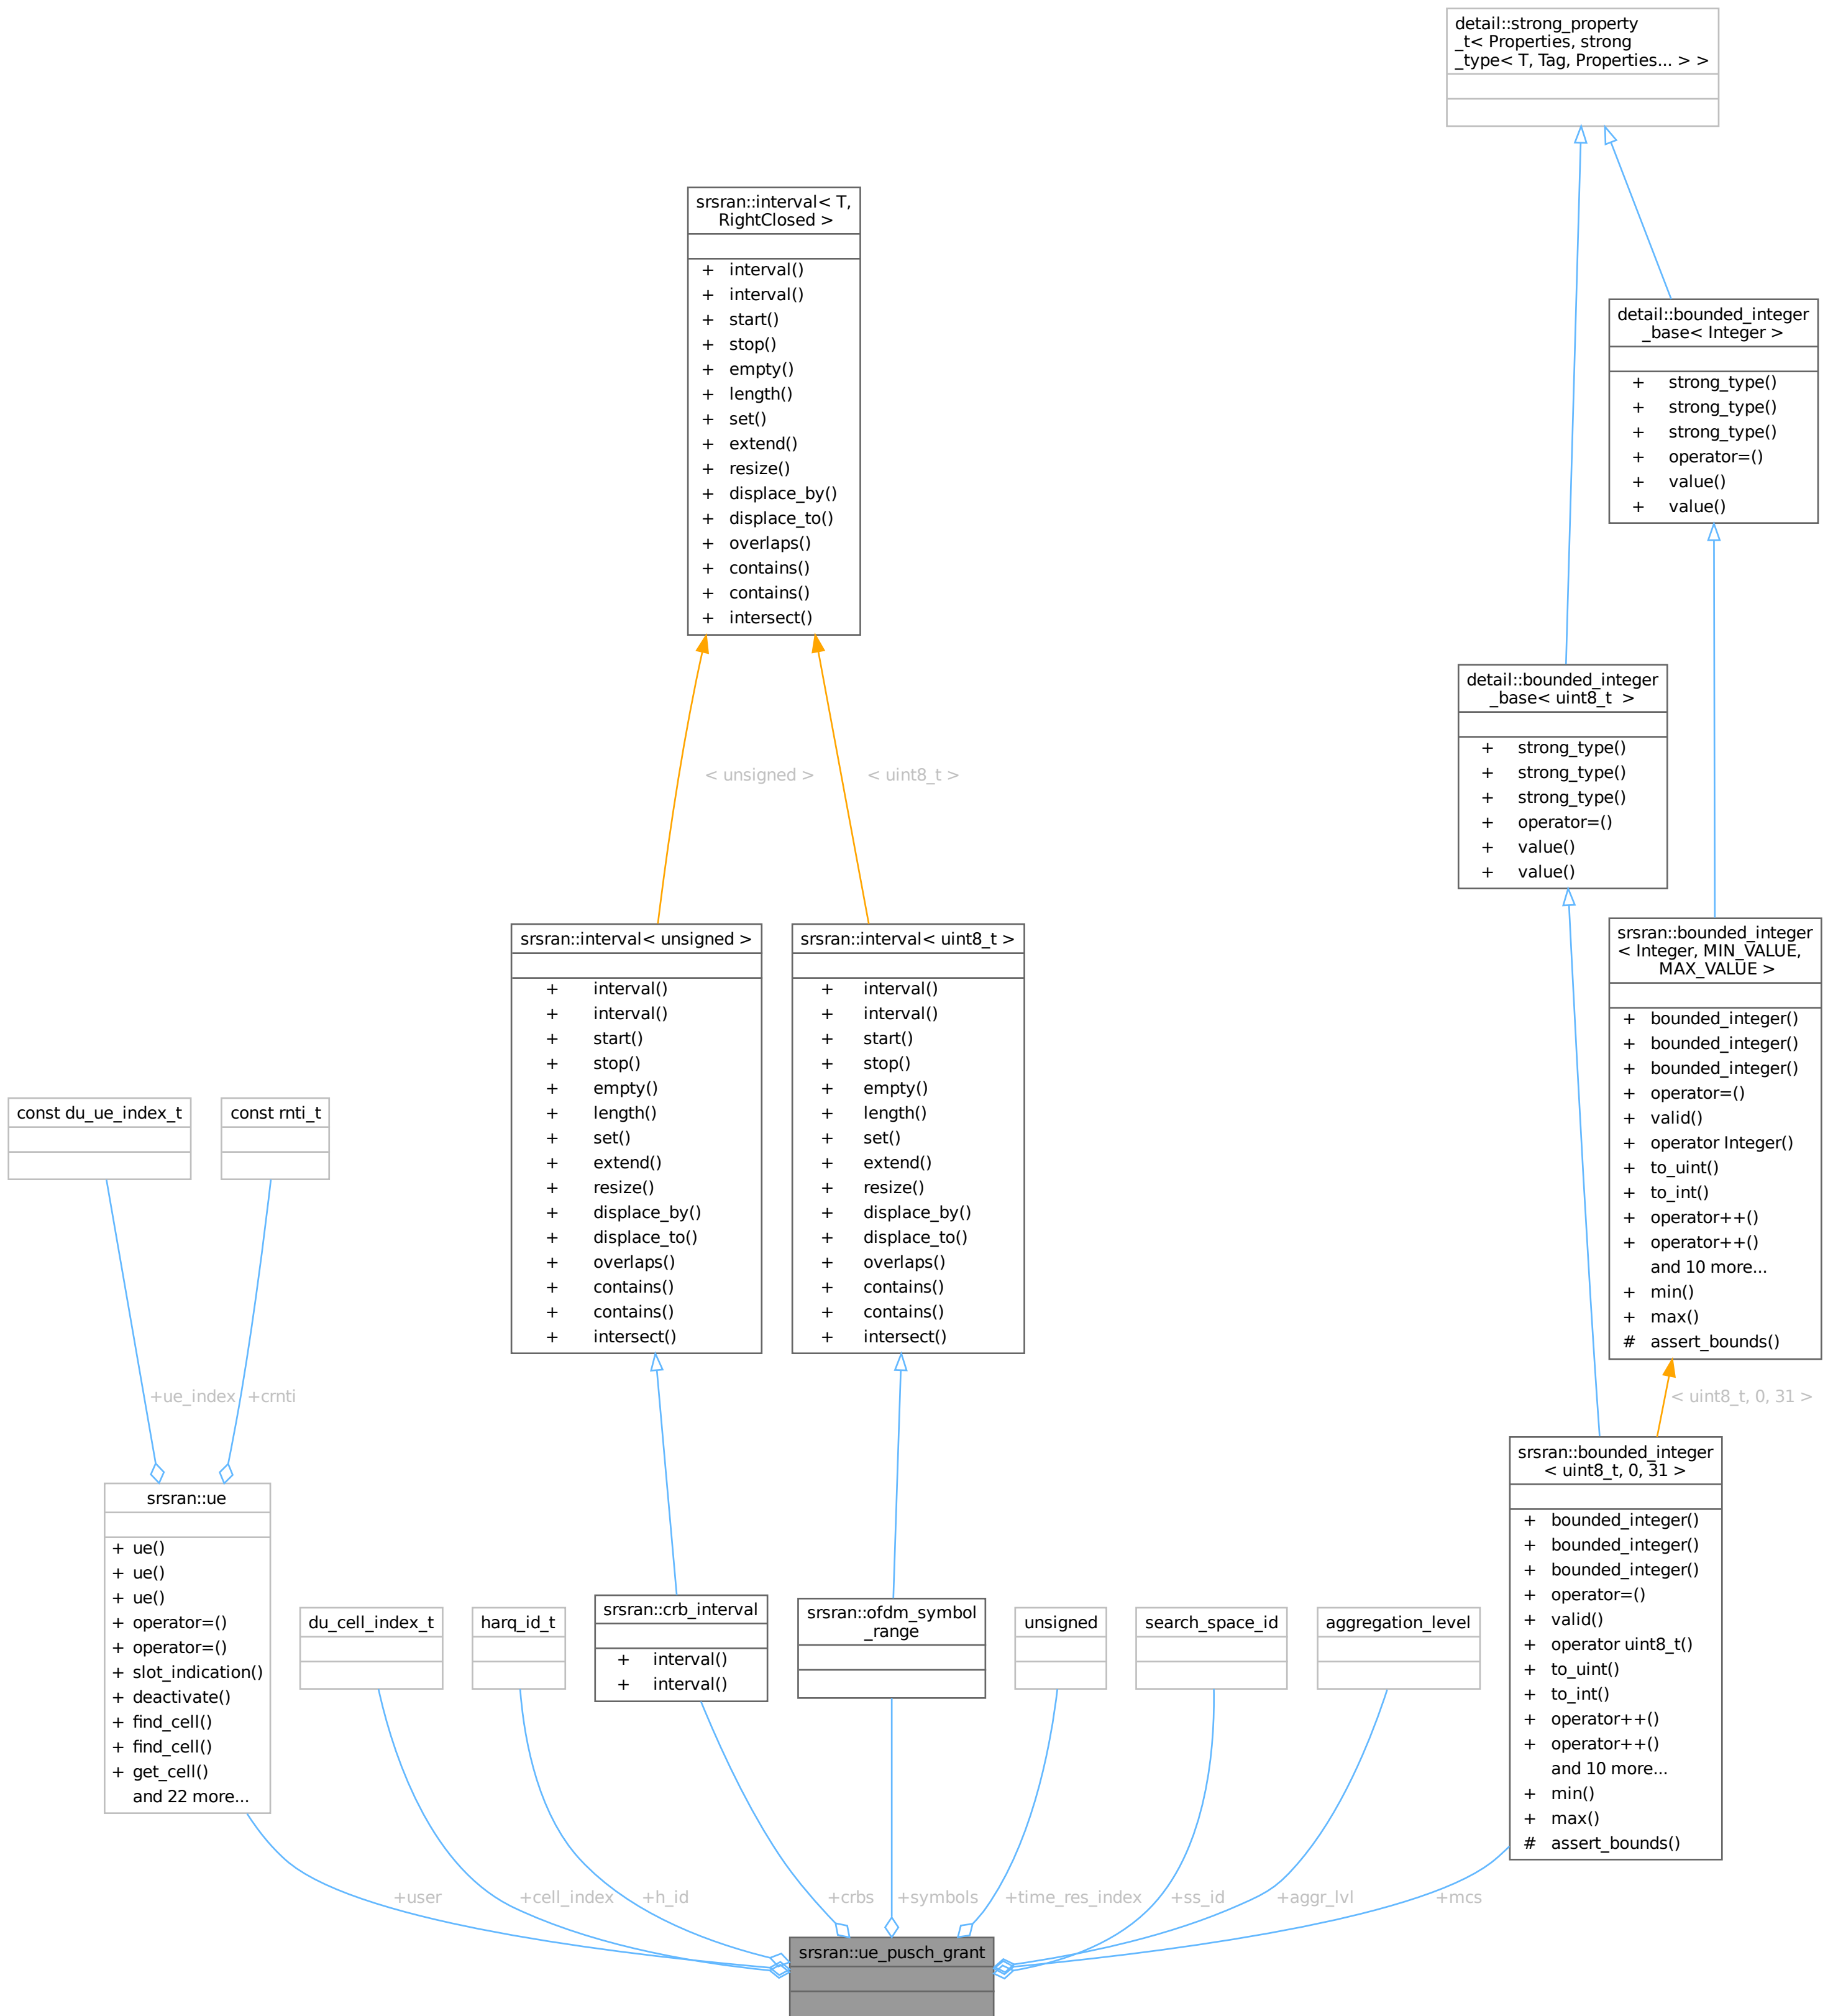 detail::strong_property
_t< Properties, strong
_type< T, Tag, Properties... > >
srsran::interval< T,
RightClosed >
+ interval()
+ interval()
+ start()
+ stop()
+ empty()
+ length()
+ set()
+ extend()
+ resize()
+ displace_by()
+ displace_to()
+ overlaps()
+ contains()
+ contains()
+ intersect()
detail::bounded_integer
_base< Integer >
+ strong_type()
+ strong_type()
+ strong_type()
+ operator=()
+ value()
+ value()
detail::bounded_integer
_base< uint8_t  >
+ strong_type()
+ strong_type()
+ strong_type()
+ operator=()
+ value()
+ value()
< unsigned >
< uint8_t >
srsran::interval< unsigned >
+ interval()
+ interval()
+ start()
+ stop()
+ empty()
+ length()
+ set()
+ extend()
+ resize()
+ displace_by()
+ displace_to()
+ overlaps()
+ contains()
+ contains()
+ intersect()
srsran::interval< uint8_t >
+ interval()
+ interval()
+ start()
+ stop()
+ empty()
+ length()
+ set()
+ extend()
+ resize()
+ displace_by()
+ displace_to()
+ overlaps()
+ contains()
+ contains()
+ intersect()
srsran::bounded_integer
< Integer, MIN_VALUE,
MAX_VALUE >
+ bounded_integer()
+ bounded_integer()
+ bounded_integer()
+ operator=()
+ valid()
+ operator Integer()
+ to_uint()
+ to_int()
+ operator++()
+ operator++()
and 10 more...
+ min()
+ max()
# assert_bounds()
const du_ue_index_t
const rnti_t
+ue_index
+crnti
< uint8_t, 0, 31 >
srsran::ue
+ ue()
+ ue()
+ ue()
+ operator=()
+ operator=()
+ slot_indication()
+ deactivate()
+ find_cell()
+ find_cell()
+ get_cell()
and 22 more...
du_cell_index_t
harq_id_t
srsran::crb_interval
+ interval()
+ interval()
srsran::ofdm_symbol
_range
unsigned
search_space_id
aggregation_level
srsran::bounded_integer
< uint8_t, 0, 31 >
+ bounded_integer()
+ bounded_integer()
+ bounded_integer()
+ operator=()
+ valid()
+ operator uint8_t()
+ to_uint()
+ to_int()
+ operator++()
+ operator++()
and 10 more...
+ min()
+ max()
# assert_bounds()
+user
+cell_index
+h_id
+crbs
+symbols
+time_res_index
+ss_id
+aggr_lvl
+mcs
srsran::ue_pusch_grant